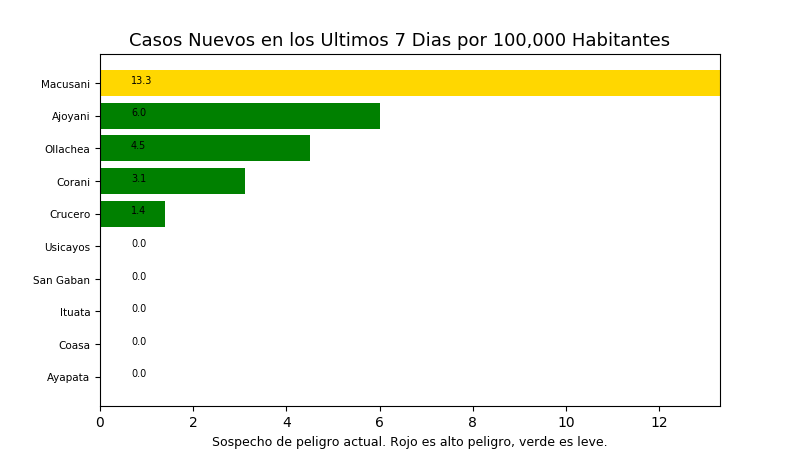 Casos Nuevos en los Ultimos 7 Dias por 100,000 Habitantes
Macusani 13.3
Ajoyani 6.0
Ollachea 4.5
Corani 3.1
Crucero 1.4
Usicayos 0.0
San Gaban 0.0
Ituata 0.0
Coasa 0.0
Ayapata 0.0
0 2 4 6 8 10 12
Sospecho de peligro actual. Rojo es alto peligro, verde es leve.